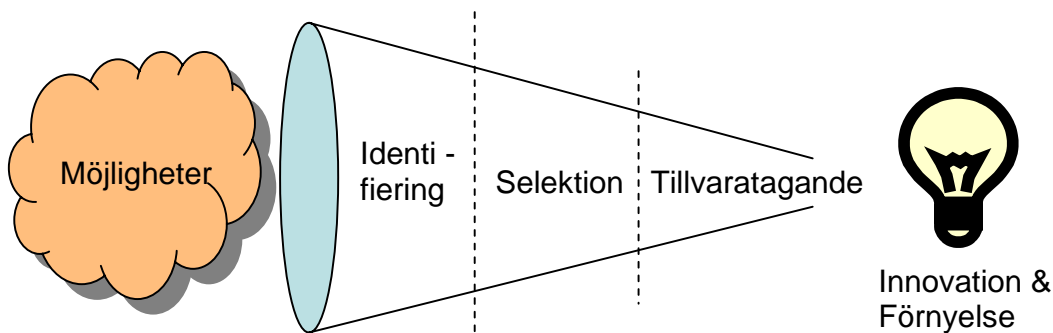 Möjligheter
Identi -
fiering
Selektion
Tillvaratagande
Innovation &
Förnyelse